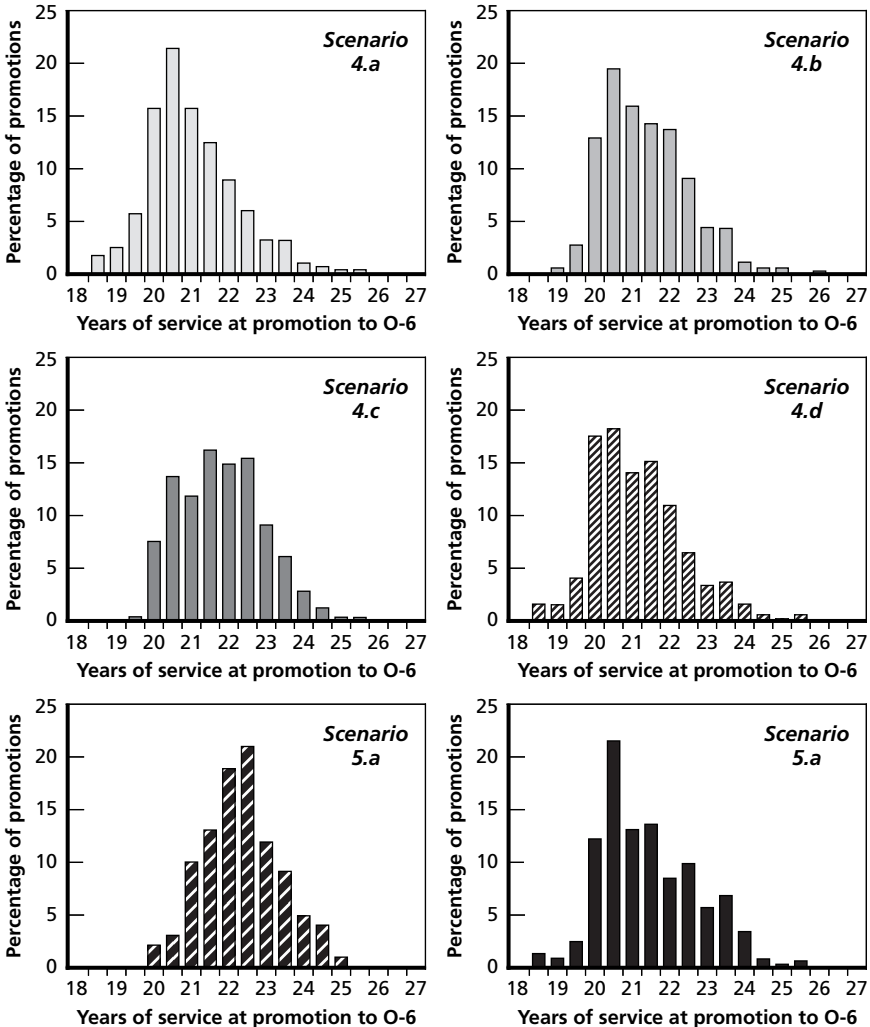 25
20
15
10
5
0
Percentage of promotions
Scenario
4.a
18 19 20 21 22 23 24 25 26 27
Years of service at promotion to O-6
25
20
15
10
5
0
Percentage of promotions
Scenario
4.b
18 19 20 21 22 23 24 25 26 27
Years of service at promotion to O-6
25
20
15
10
5
0
Percentage of promotions
Scenario
4.c
18 19 20 21 22 23 24 25 26 27
Years of service at promotion to O-6
25
20
15
10
5
0
Percentage of promotions
Scenario
4.d
18 19 20 21 22 23 24 25 26 27
Years of service at promotion to O-6
25
20
15
10
5
0
Percentage of promotions
Scenario
5.a
18 19 20 21 22 23 24 25 26 27
Years of service at promotion to O-6
25
20
15
10
5
0
Percentage of promotions
Scenario
5.a
18 19 20 21 22 23 24 25 26 27
Years of service at promotion to O-6